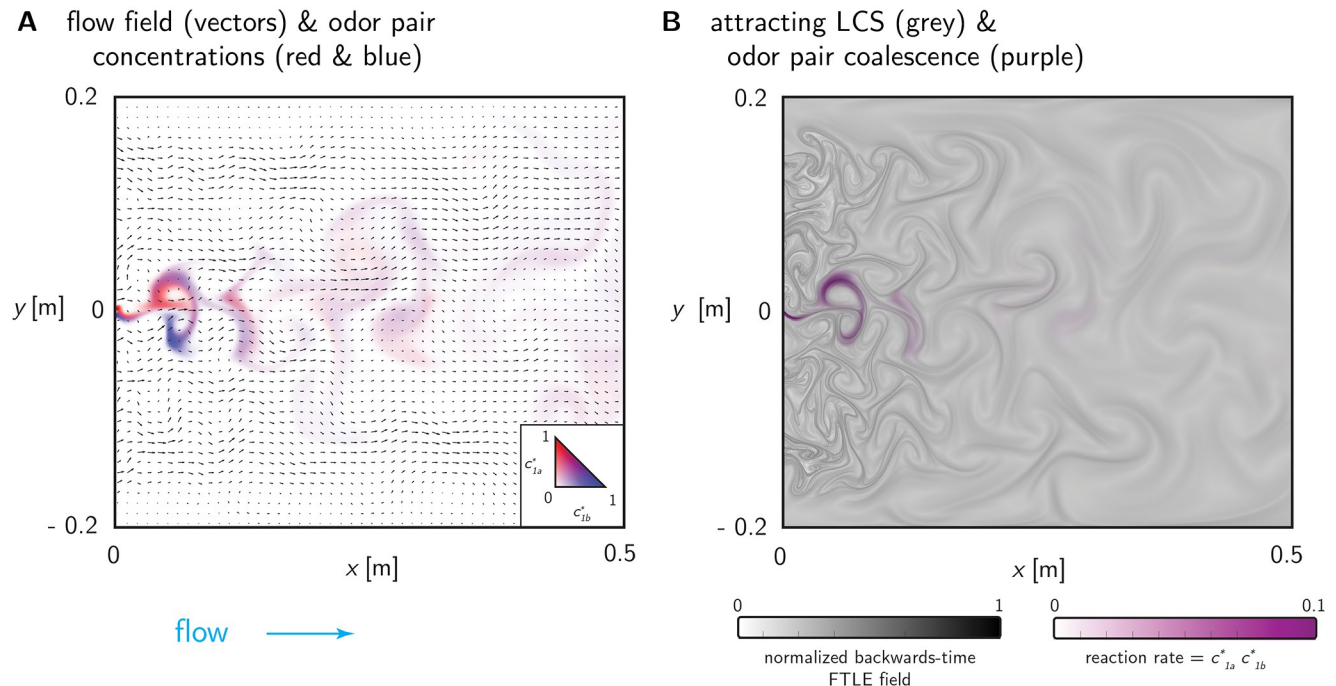 A flow field (vectors) & odor pair
concentrations (red & blue)
0.2
y [m]
0
- 0.2
0
x [m]
0.5
1
c*1a
0
1
c*1b
flow
B attracting LCS (grey) &
odor pair coalescence (purple)
0.2
y [m]
0
- 0.2
0
x [m]
0.5
0 1
normalized backwards-time
FTLE field
0 0.1
reaction rate = c*1a c*1b